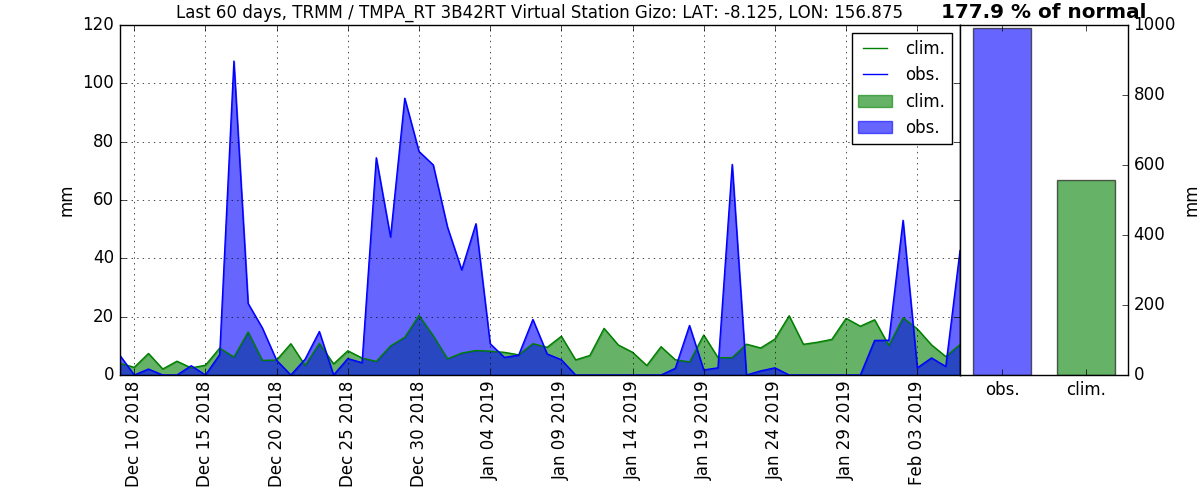 Last 60 days, TRMM / TMPA_RT 3B42RT Virtual Station Gizo: LAT: -8.125, LON: 156.875
177.9 % of normal
120
100
80
60
40
20
0
mm
clim.
obs.
clim.
obs.
1000
800
600
400
200
0
mm
Dec 10 2018
Dec 15 2018
Dec 20 2018
Dec 25 2018
Dec 30 2018
Jan 04 2019
Jan 09 2019
Jan 14 2019
Jan 19 2019
Jan 24 2019
Jan 29 2019
Feb 03 2019
obs.
clim.